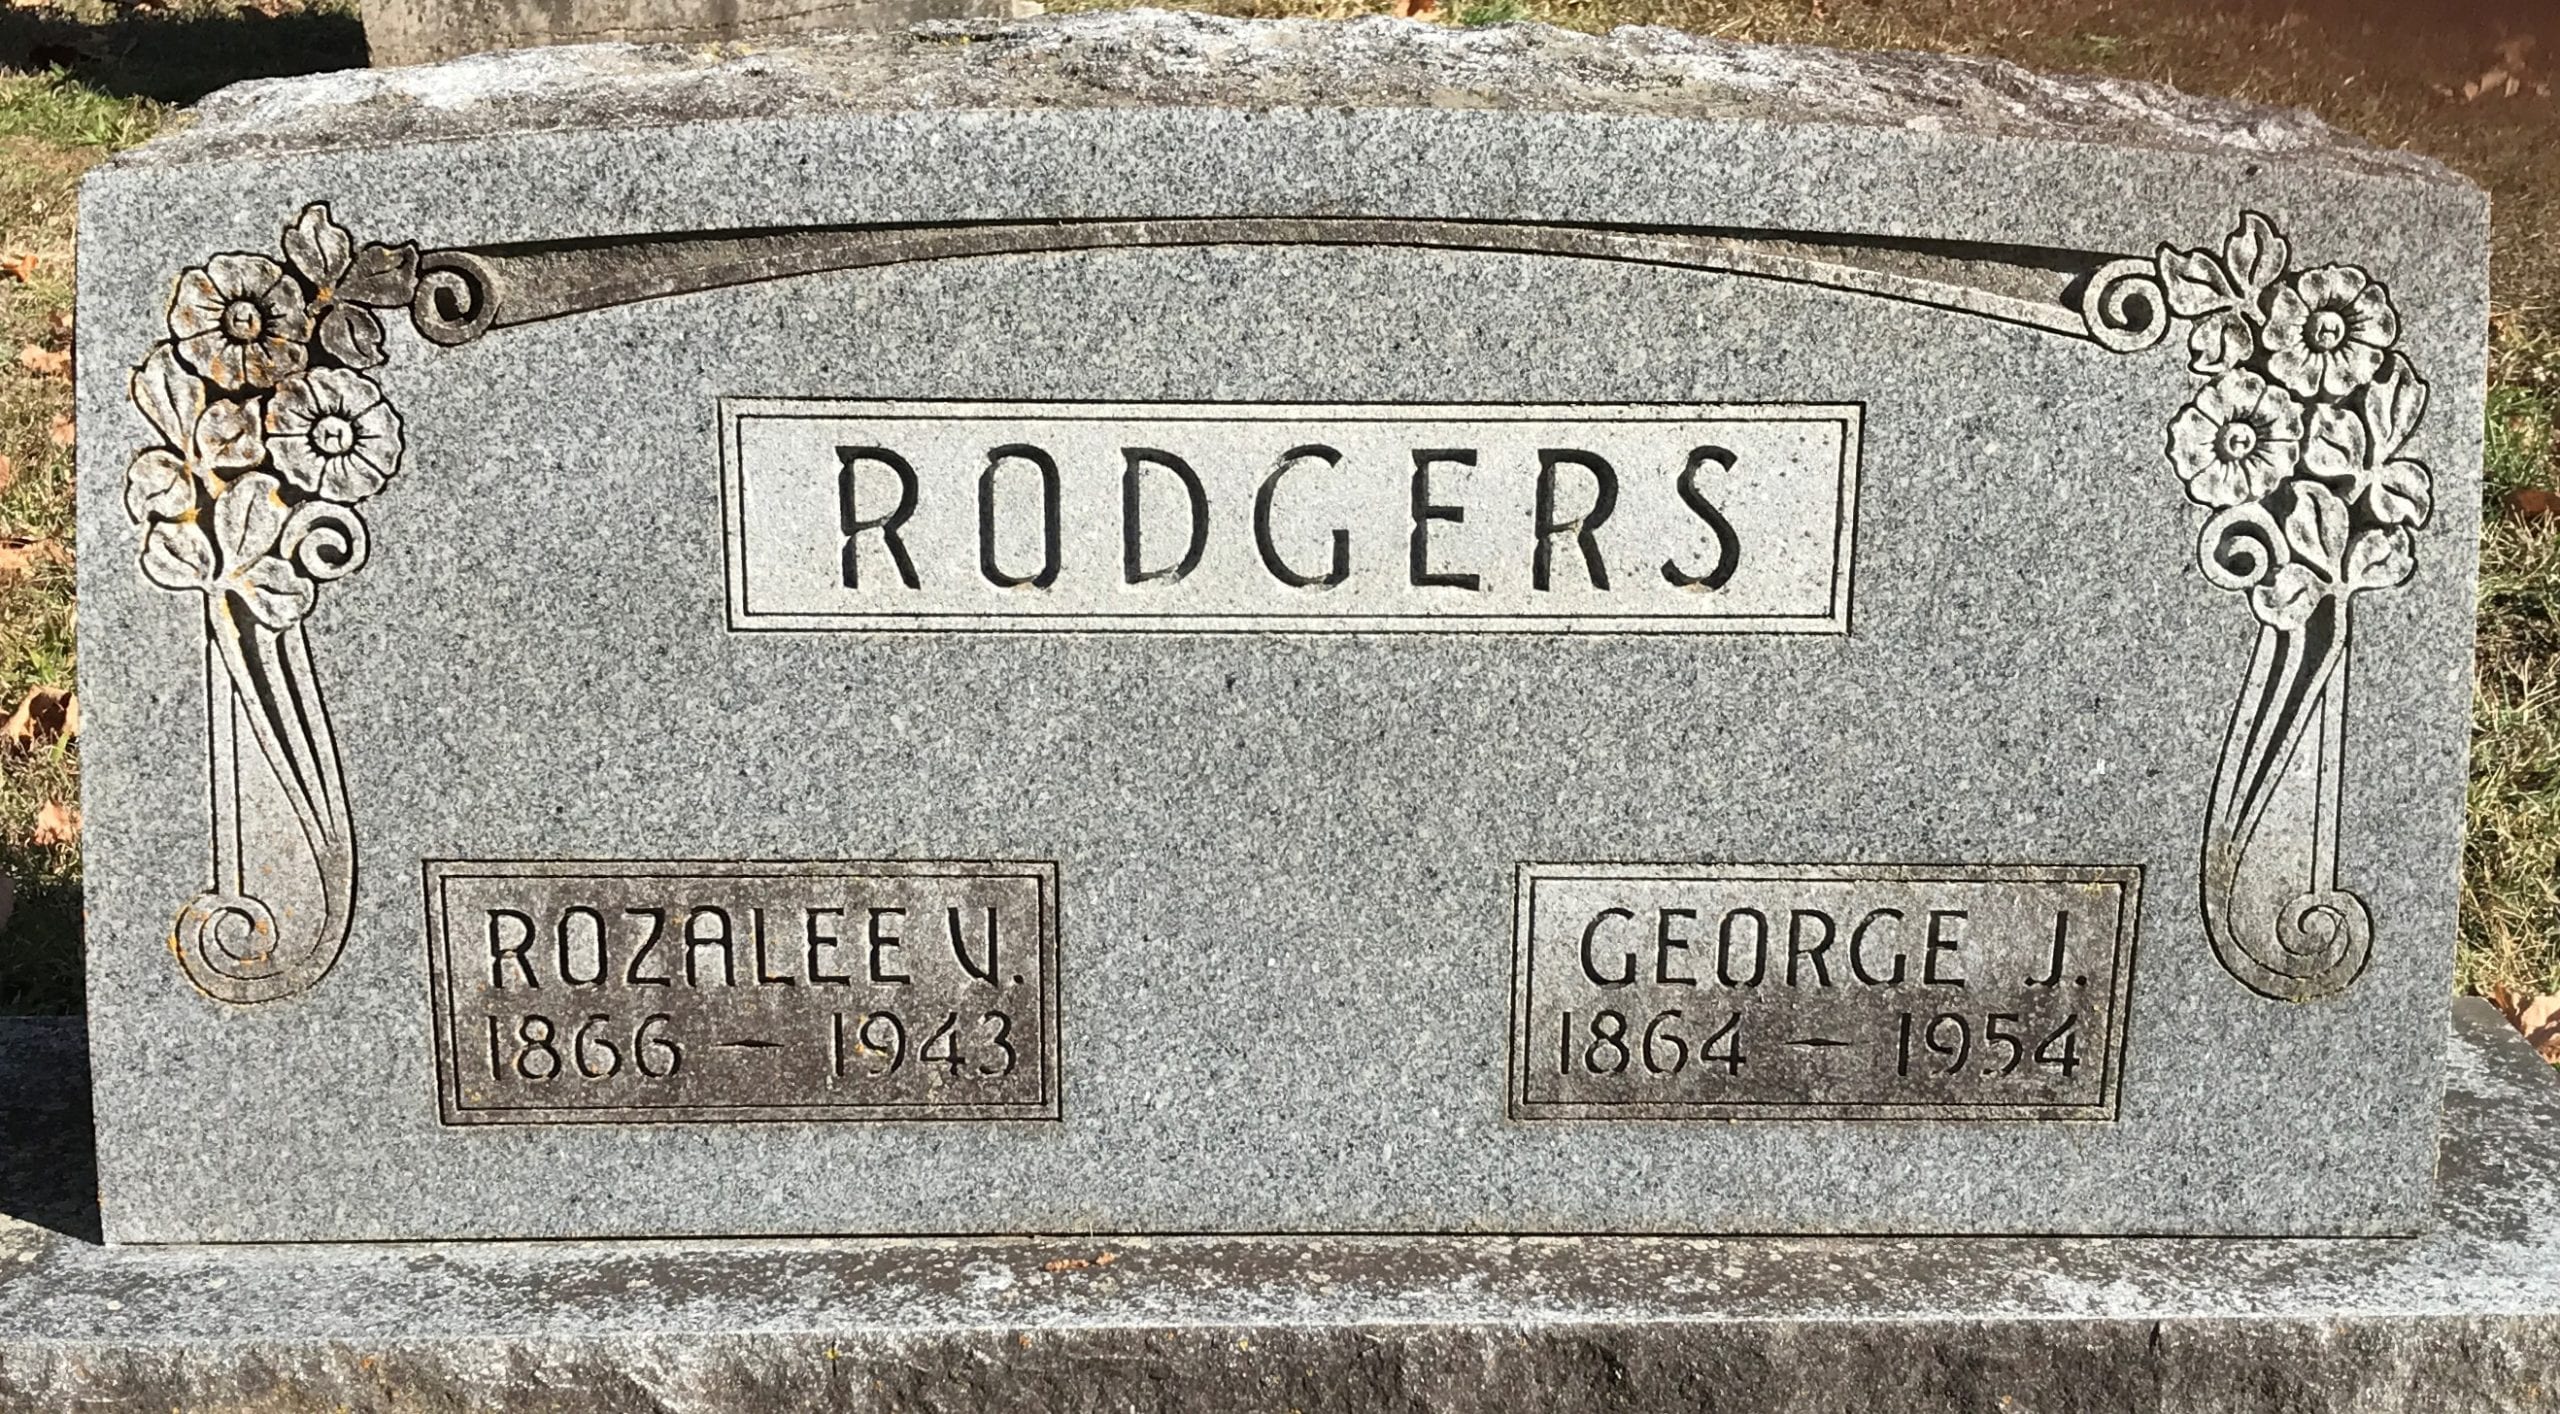 RODGERS
ROZALEE V.
1866 – 1943
GEORGE J.
1864 – 1954